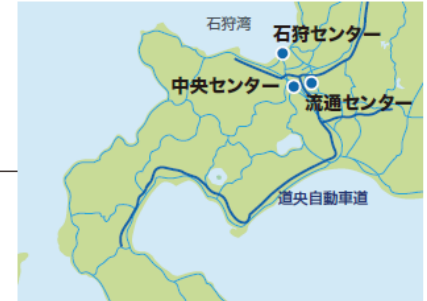 石狩湾
石狩センター
中央センター
流通センター
道央自動車道